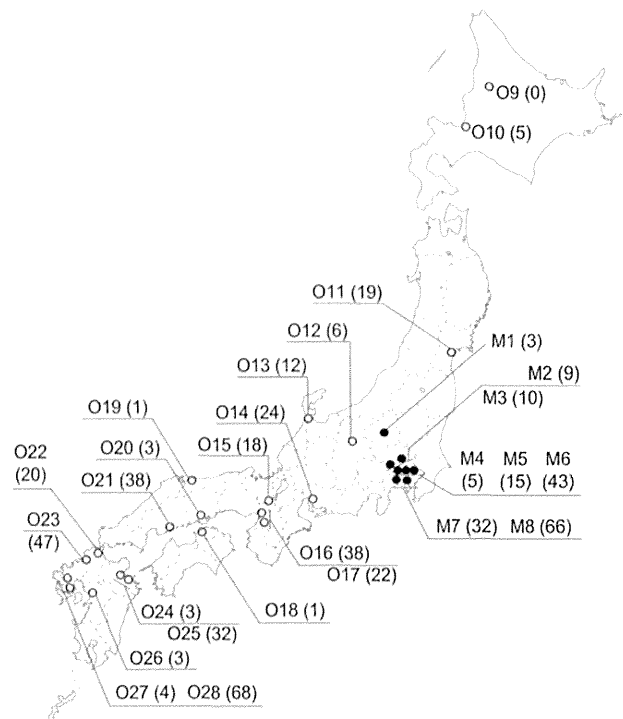 O9 (0)
O10 (5)
O11 (19)
O12 (6)
M1 (3)
M2 (9)
M3 (10)
O13 (12)
O14 (24)
O19 (1)
O20 (3)
O15 (18)
O22
(20)
O21 (38)
M4 M5 M6
(5) (15) (43)
O23
(47)
M7 (32) M8 (66)
O16 (38)
O17 (22)
O18 (1)
O24 (3)
O25 (32)
O26 (3)
O27 (4) O28 (68)